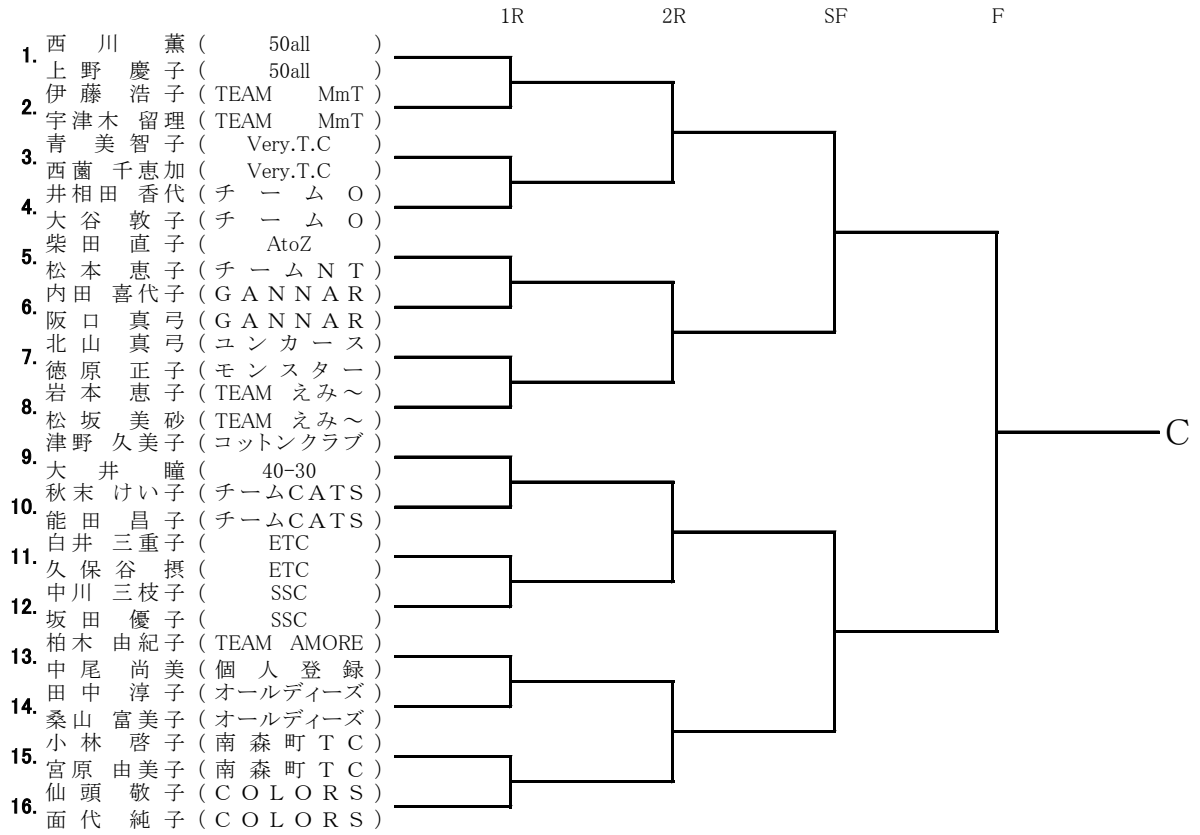 1R 2R SF F
西川 薫 ( 50all )
1.
上野 慶子 ( 50all )
伊藤 浩子 ( TEAM MmT )
2.
宇津木 留理 ( TEAM MmT )
青 美智子 ( Very.T.C )
3.
西薗 千恵加 ( Very.T.C )
井相田 香代 ( チームO )
4.
大谷 敦子 ( チームO )
柴田 直子 ( AtoZ )
5.
松本 恵子 ( チームNT )
内田 喜代子 ( GANNAR )
6.
阪口 真弓 ( GANNAR )
北山 真弓 ( ユンカース )
7.
徳原 正子 ( モンスター )
岩本 恵子 ( TEAM えみ～ )
8.
松坂 美砂 ( TEAM えみ～ )
津野 久美子 ( コットンクラブ )
C
9.
大井 瞳 ( 40-30 )
秋末 けい子 ( チームCATS )
10.
能田 昌子 ( チームCATS )
白井 三重子 ( ETC )
11.
久保谷 摂 ( ETC )
中川 三枝子 ( SSC )
12.
坂田 優子 ( SSC )
柏木 由紀子 ( TEAM AMORE )
13.
中尾 尚美 ( 個人登録 )
田中 淳子 ( オールディーズ )
14.
桑山 富美子 ( オールディーズ )
小林 啓子 ( 南森町TC )
15.
宮原 由美子 ( 南森町TC )
仙頭 敬子 ( COLORS )
16.
面代 純子 ( COLORS )